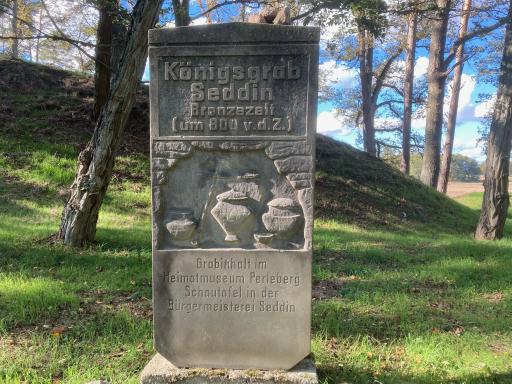 Königsgrab
Seddin
Bronzezeit
(um 800 v.d.Z.)
Grabinhalt im
Heimatmuseum Perleberg
Schautafel in der
Bürgermeisterei Seddin